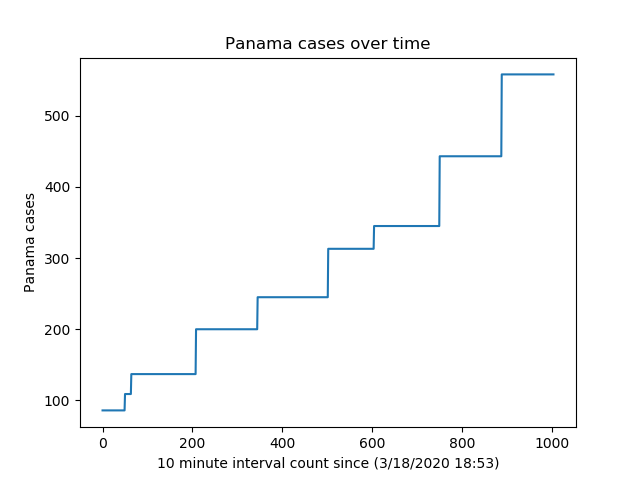 Panama cases over time
500
400
300
200
100
Panama cases
0 200 400 600 800 1000
10 minute interval count since (3/18/2020 18:53)